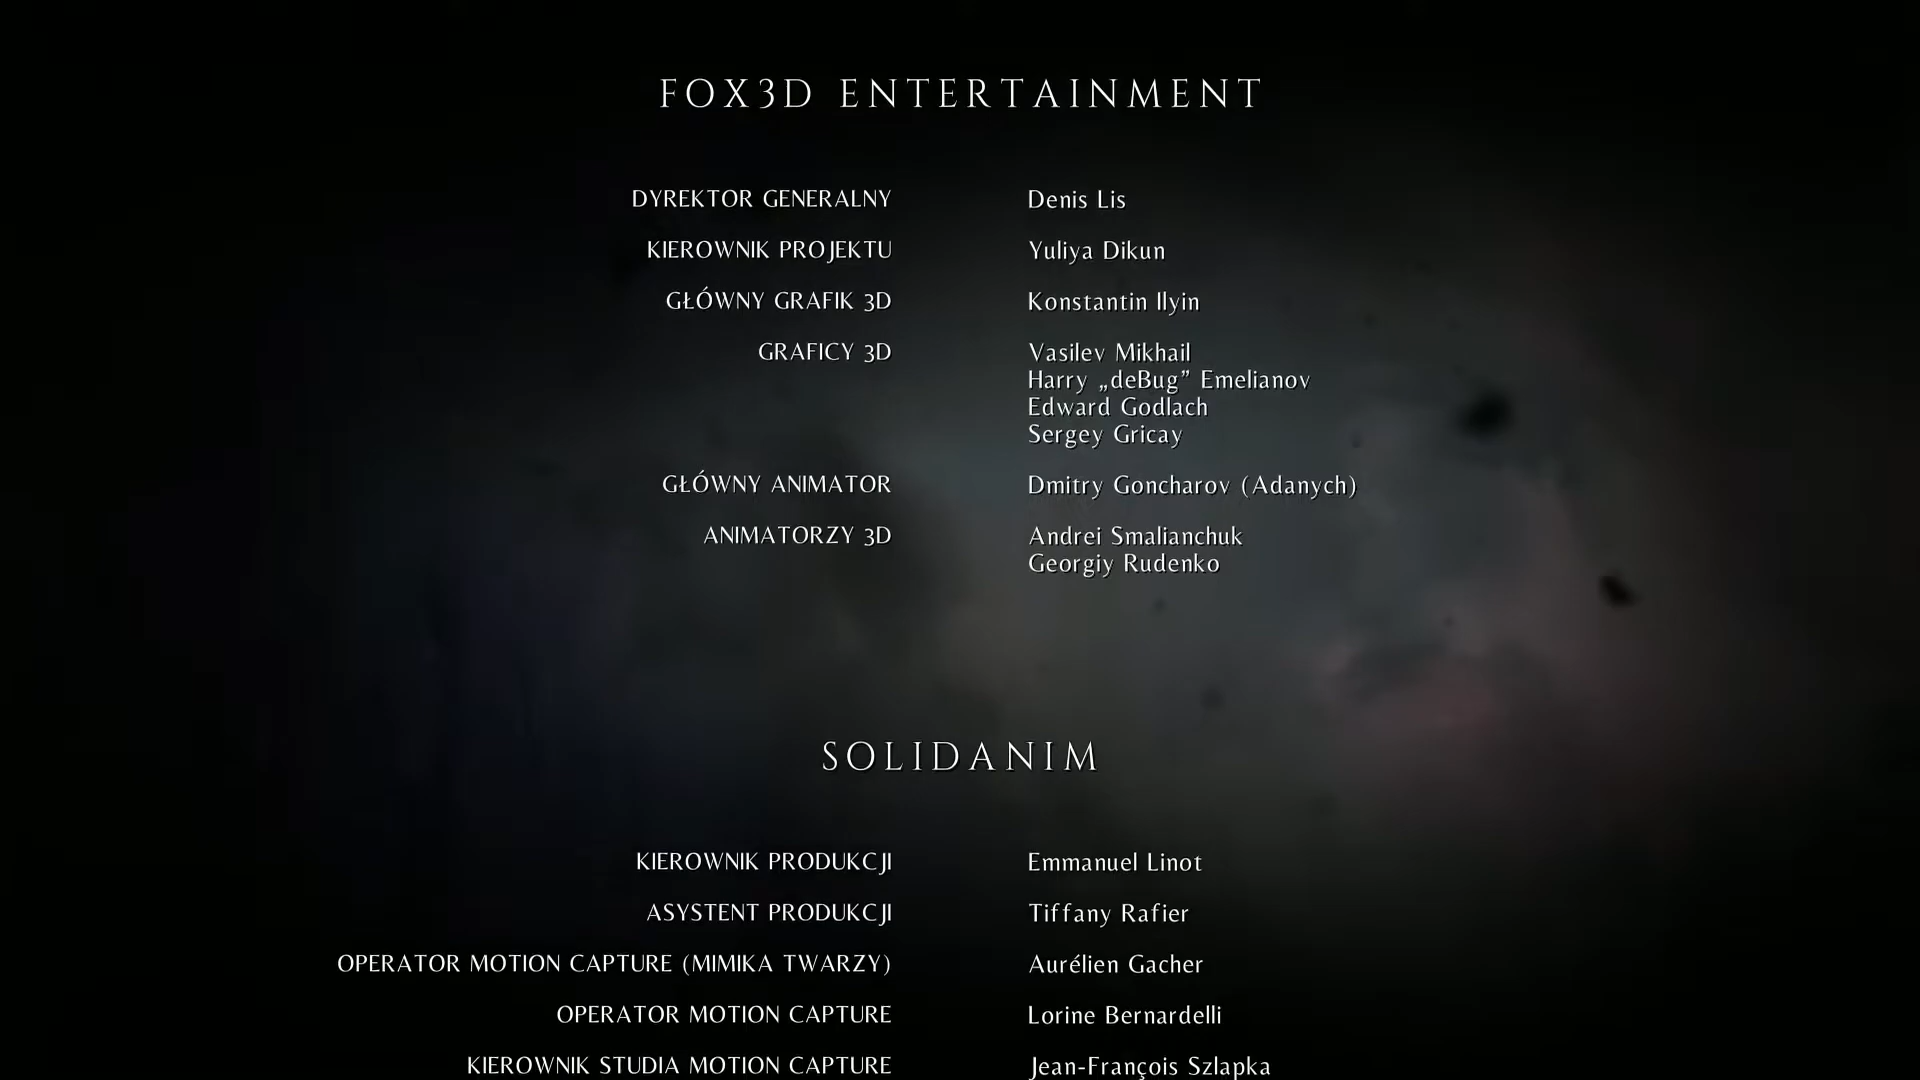 FOX3D ENTERTAINMENT
DYREKTOR GENERALNY Denis Lis
KIEROWNIK PROJEKTU Yuliya Dikun
GŁÓWNY GRAFIK 3D Konstantin Ilyin
GRAFICY 3D Vasilev Mikhail
Harry „deBug” Emelianov
Edward Godlach
Sergey Gricay
GŁÓWNY ANIMATOR Dmitry Goncharov (Adanych)
ANIMATORZY 3D Andrei Smalianchuk
Georgiy Rudenko
SOLIDANIM
KIEROWNIK PRODUKCJI Emmanuel Linot
ASYSTENT PRODUKCJI Tiffany Rafier
OPERATOR MOTION CAPTURE (MIMIKA TWARZY) Aurélien Gacher
OPERATOR MOTION CAPTURE Lorine Bernardelli
KIEROWNIK STUDIA MOTION CAPTURE Jean-François Szlapka